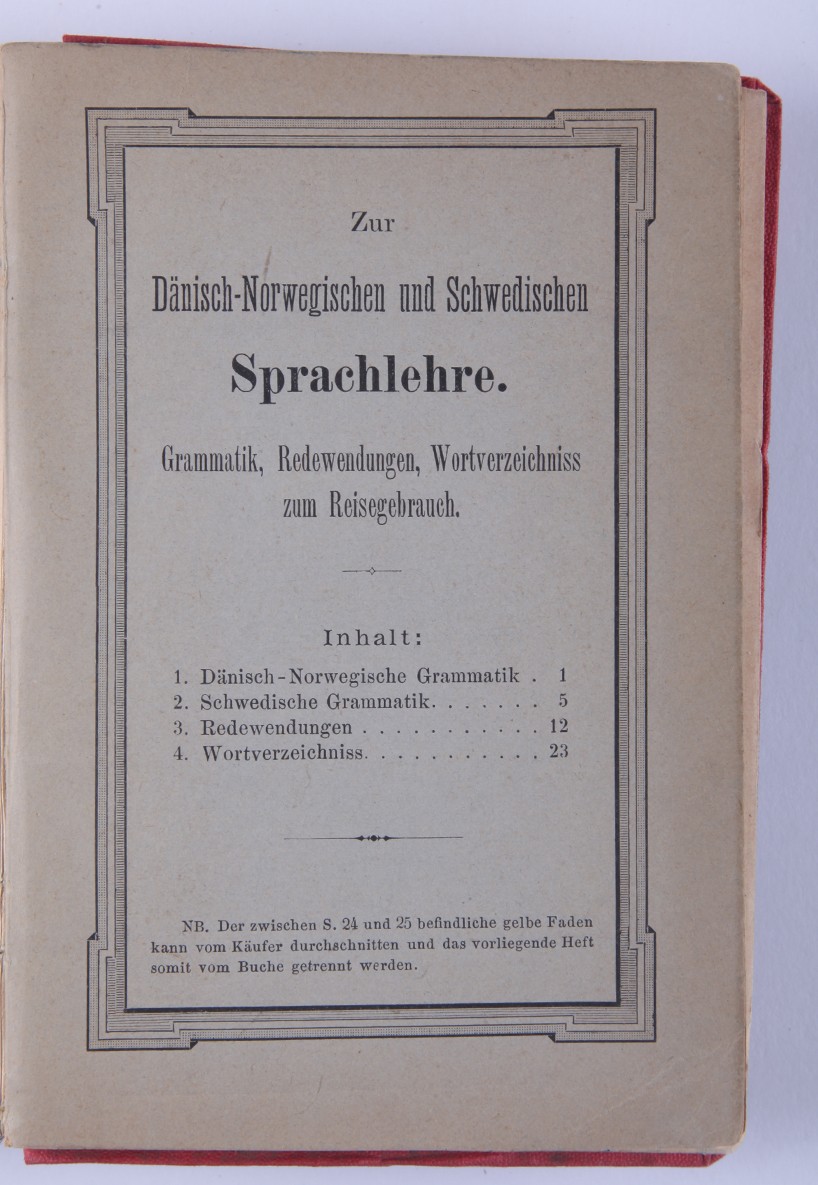 Zur
Dänisch-Norwegischen und Schwedischen
Sprachlehre.
Grammatik, Redewendungen, Wortverzeichniss
zum Reisegebrauch.
Inhalt:
1. Dänisch-Norwegische Grammatik . 1
2. Schwedische Grammatik. . . . . . . 5
3. Redewendungen . . . . . . . . . . . 12
4. Wortverzeichniss. . . . . . . . . . . 23
NB. Der zwischen S. 24 und 25 befindliche gelbe Faden
kann vom Käufer durchschnitten und das vorliegende Heft
somit vom Buche getrennt werden.